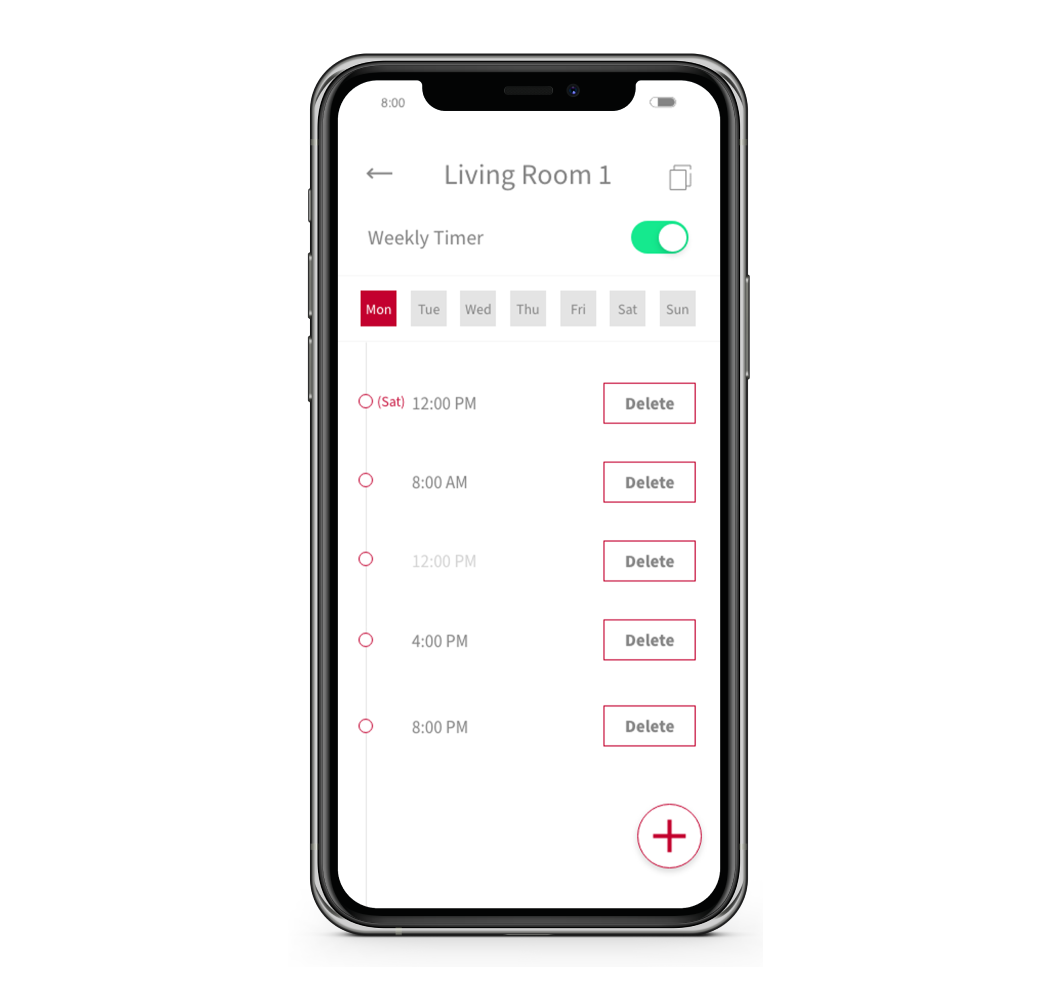 8:00
Living Room 1
Weekly Timer
Mon Tue Wed Thu Fri Sat Sun
(Sat) 12:00 PM Delete
8:00 AM Delete
12:00 PM Delete
4:00 PM Delete
8:00 PM Delete